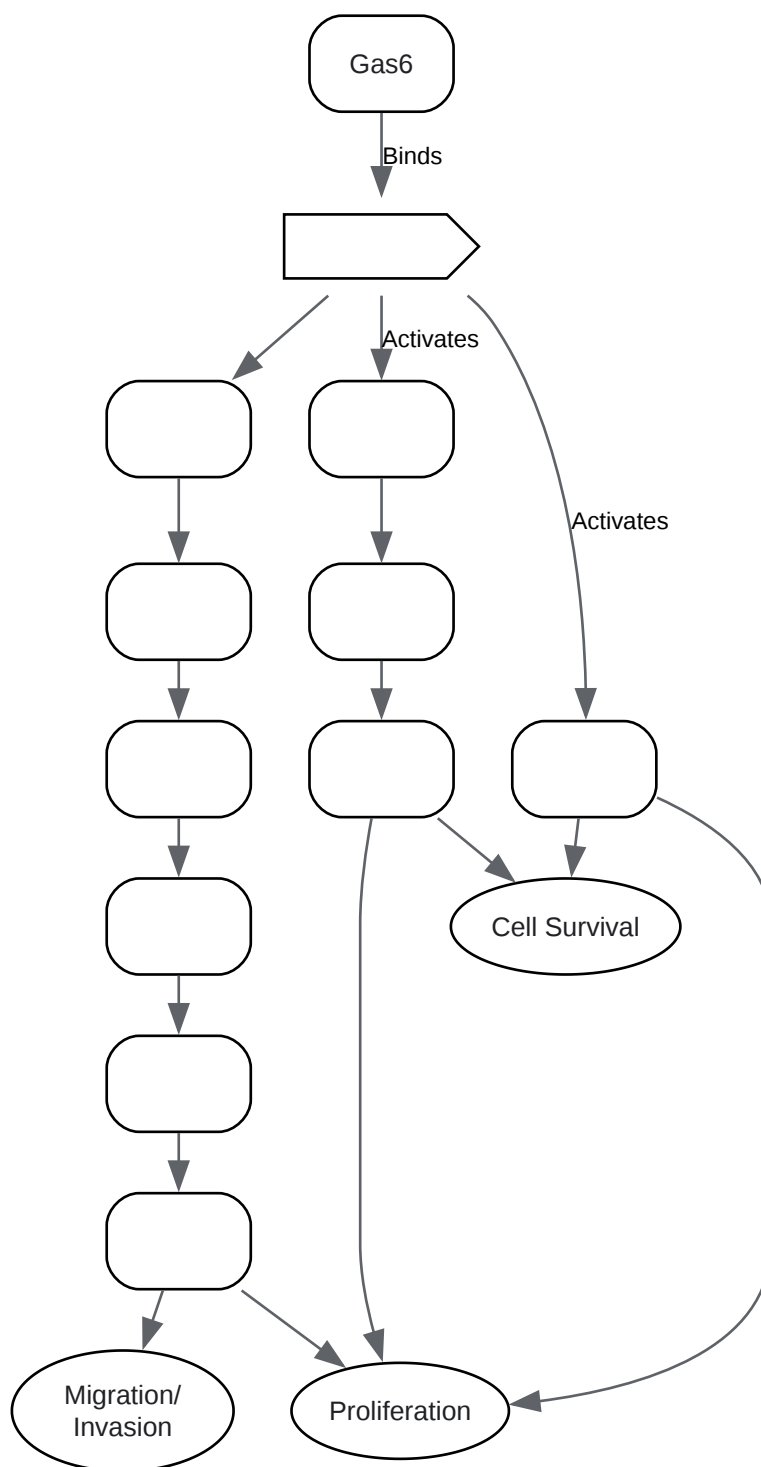 Gas6
Binds
Activates
Activates
Cell Survival
Migration/
Invasion
Proliferation